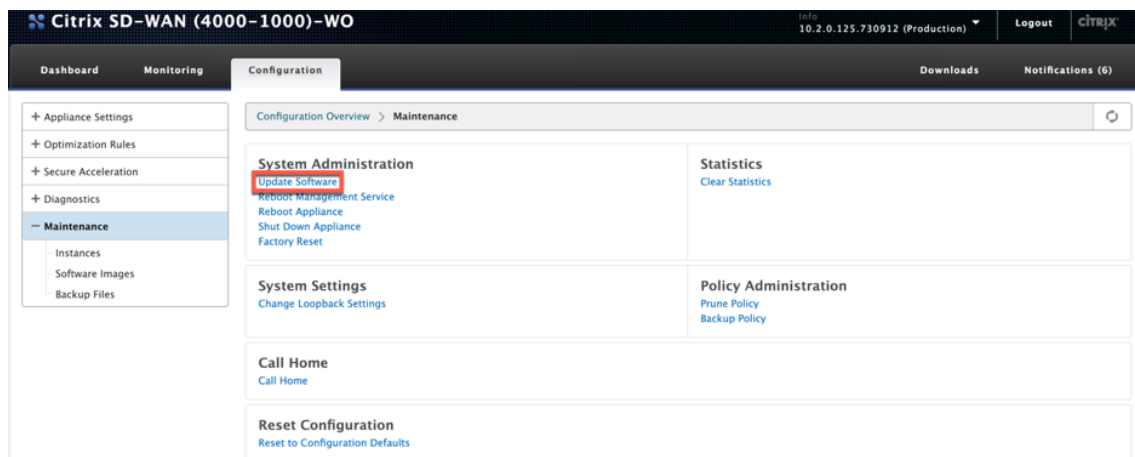 Citrix SD-WAN (4000-1000)-WO
Info
10.2.0.125.730912 (Production)
Logout
CITRIX
Dashboard
Monitoring
Configuration
Downloads
Notifications (6)
+ Appliance Settings
+ Optimization Rules
+ Secure Acceleration
+ Diagnostics
− Maintenance
Instances
Software Images
Backup Files
Configuration Overview > Maintenance
System Administration
Update Software
Reboot Management Service
Reboot Appliance
Shut Down Appliance
Factory Reset
Statistics
Clear Statistics
System Settings
Change Loopback Settings
Policy Administration
Prune Policy
Backup Policy
Call Home
Call Home
Reset Configuration
Reset to Configuration Defaults